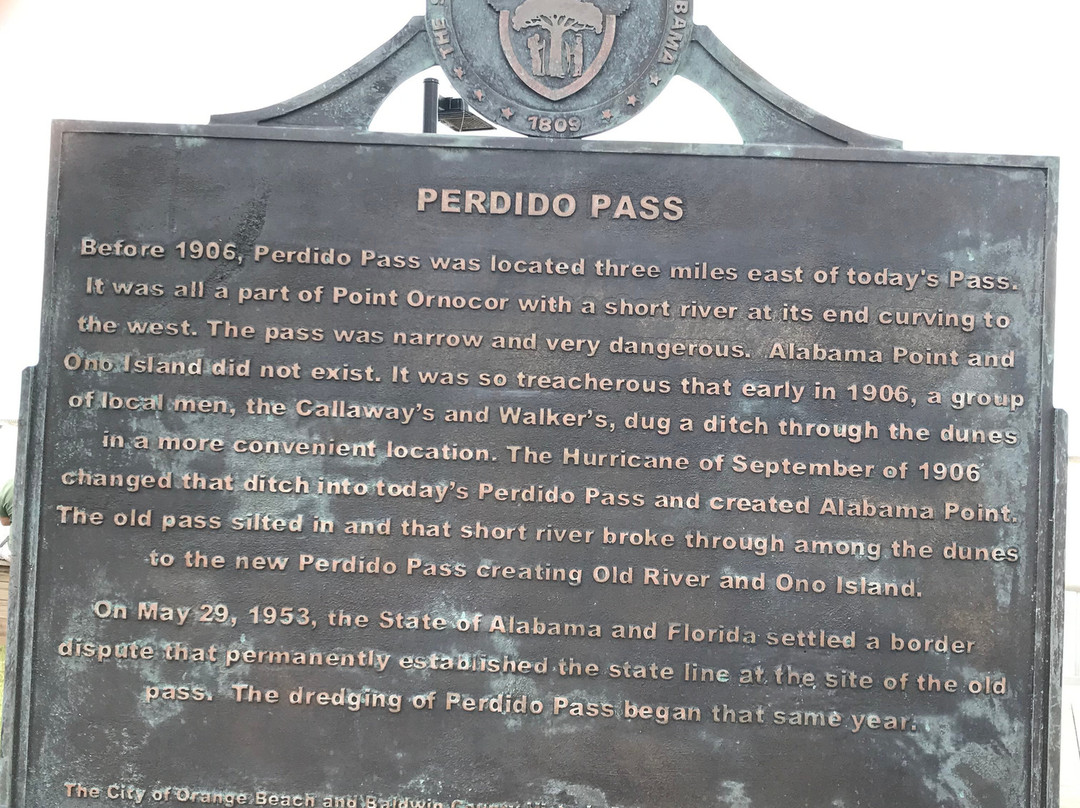 THE S
BAMA
1809
PERDIDO PASS
Before 1906, Perdido Pass was located three miles east of today's Pass.
It was all a part of Point Ornocor with a short river at its end curving to
the west. The pass was narrow and very dangerous. Alabama Point and
Ono Island did not exist. It was so treacherous that early in 1906, a group
of local men, the Callaway's and Walker's, dug a ditch through the dunes
in a more convenient location. The Hurricane of September of 1906
changed that ditch into today's Perdido Pass and created Alabama Point.
The old pass silted in and that short river broke through among the dunes
to the new Perdido Pass creating Old River and Ono Island.
On May 29, 1953, the State of Alabama and Florida settled a border
dispute that permanently established the state line at the site of the old
pass. The dredging of Perdido Pass began that same year.
The City of Orange Beach and Baldwin